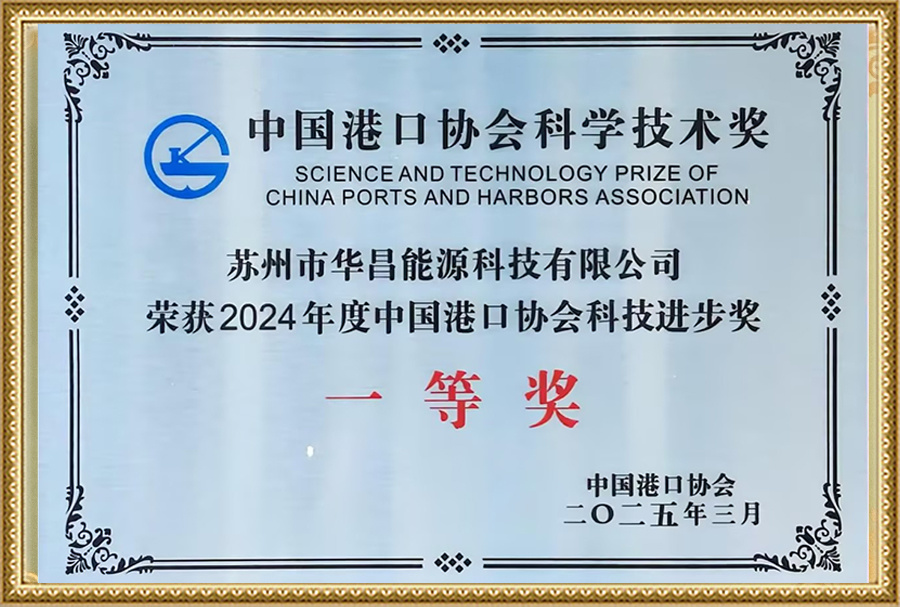 中国港口协会科学技术奖
SCIENCE AND TECHNOLOGY PRIZE OF
CHINA PORTS AND HARBORS ASSOCIATION
苏州市华昌能源科技有限公司
荣获2024年度中国港口协会科技进步奖
一等奖
中国港口协会
二〇二五年三月